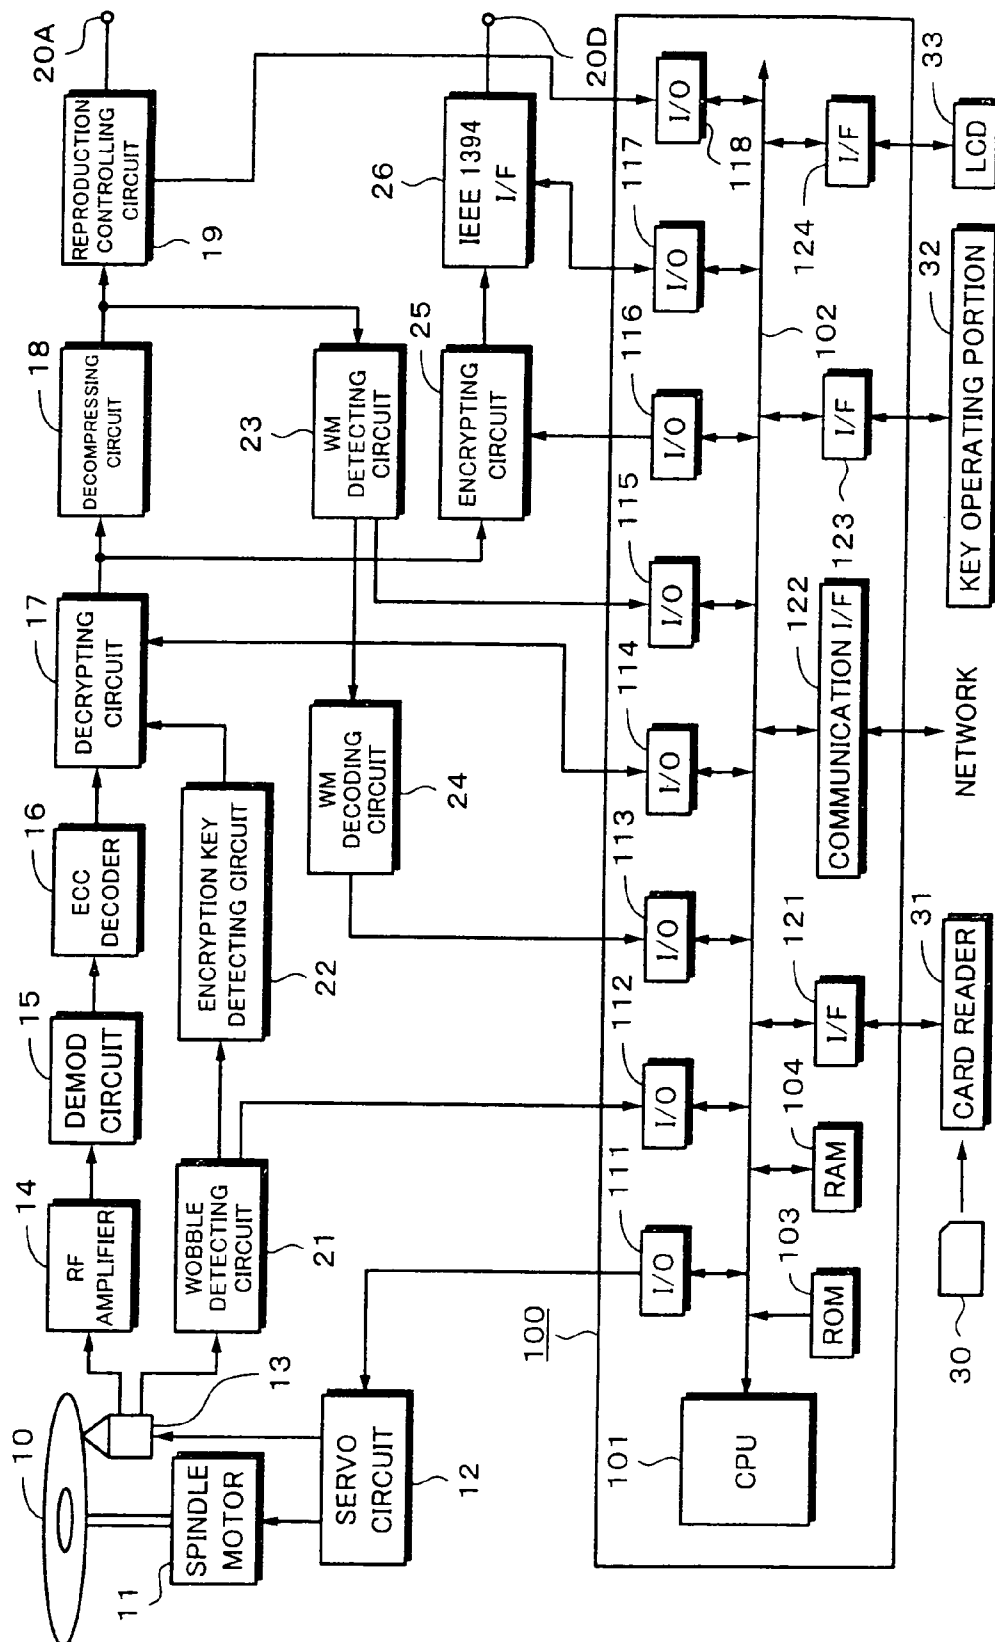 10
SPINDLE
MOTOR
11
13
SERVO
CIRCUIT
12
14
RF
AMPLIFIER
15
DEMOD
CIRCUIT
16
ECC
DECODER
17
DECRYPTING
CIRCUIT
18
DECOMPRESSING
CIRCUIT
REPRODUCTION
CONTROLLING
CIRCUIT
19
20A
WOBBLE
DETECTING
CIRCUIT
21
ENCRYPTION KEY
DETECTING CIRCUIT
22
23
WM
DETECTING
CIRCUIT
WM
DECODING
CIRCUIT
24
25
ENCRYPTING
CIRCUIT
26
IEEE 1394
I/F
20D
100
101
CPU
111
I/O
112
I/O
113
I/O
114
I/O
115
I/O
116
I/O
117
I/O
I/O
118
102
103
ROM
104
RAM
121
I/F
122
COMMUNICATION I/F
123
I/F
124
I/F
30
31
CARD READER
NETWORK
32
KEY OPERATING PORTION
33
LCD